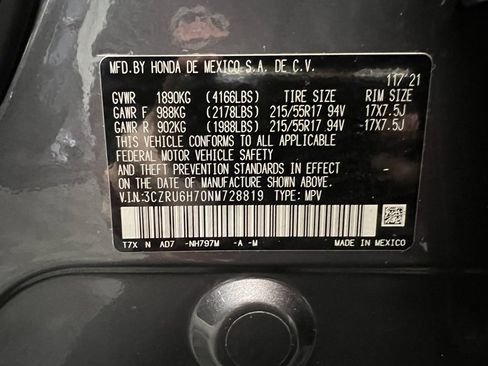 MFD.BY HONDA DE MEXICO S.A. DE C.V.
11/'21
GVWR 1890KG (4166LBS) TIRE SIZE RIM SIZE
GAWR F 988KG (2178LBS) 215/55R17 94V 17X7.5J
GAWR R 902KG (1988LBS) 215/55R17 94V 17X7.5J
THIS VEHICLE CONFORMS TO ALL APPLICABLE
FEDERAL MOTOR VEHICLE SAFETY
AND THEFT PREVENTION STANDARDS IN EFFECT ON
THE DATE OF MANUFACTURE SHOWN ABOVE.
V.I.N:3CZRU6H70NM728819 TYPE: MPV
T7X N AD7 -NH797M -A -M